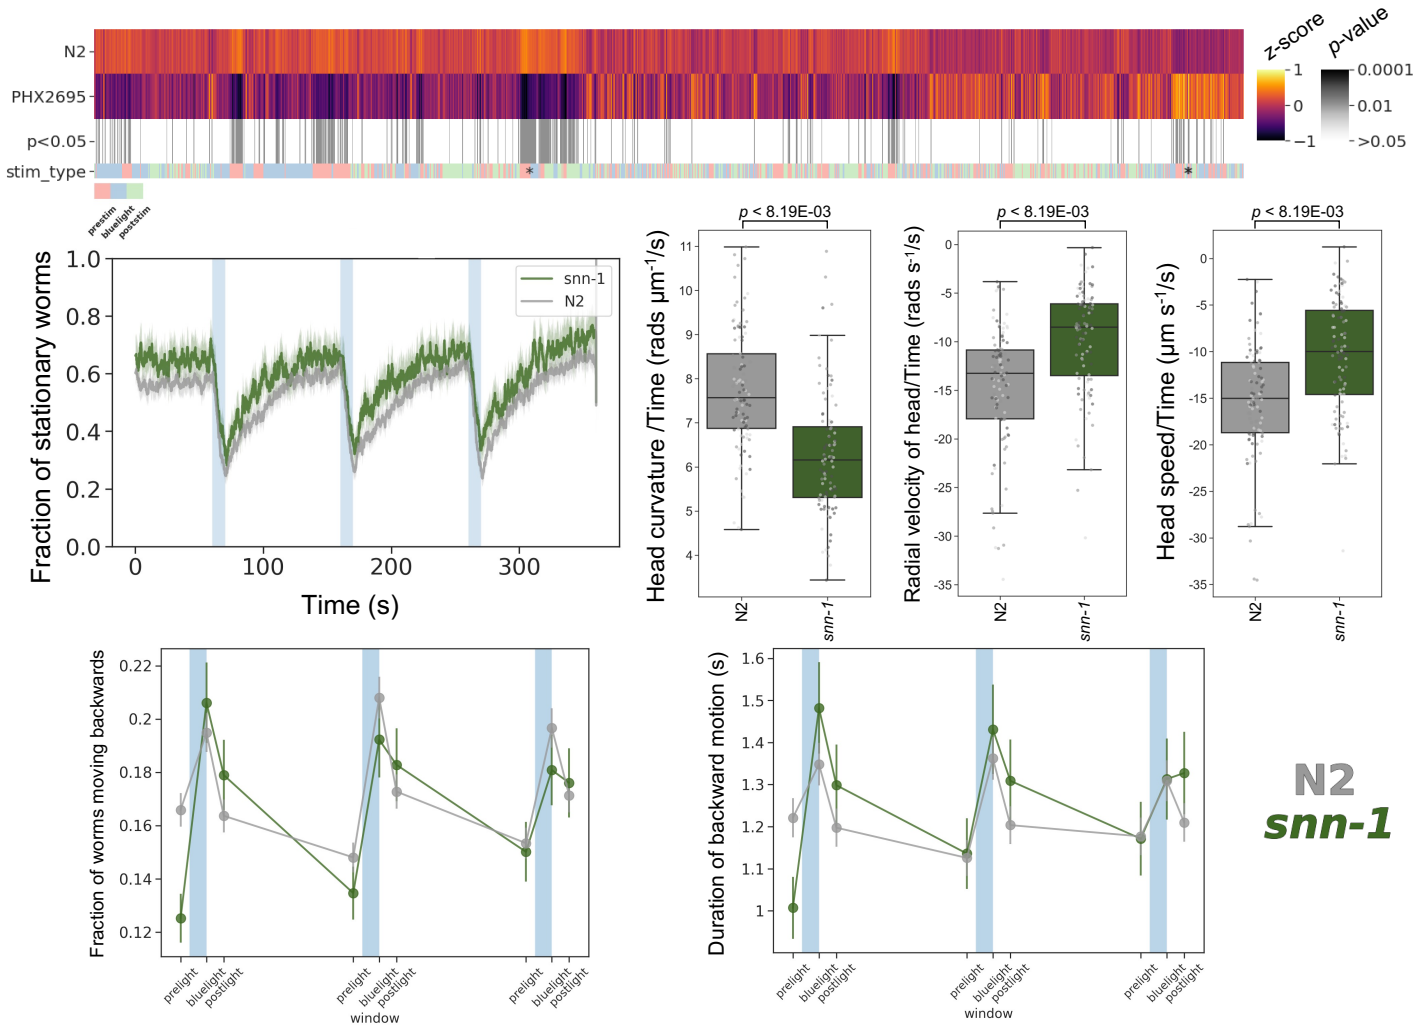 N2
PHX2695
p<0.05
stim_type
*
*
prestim
bluelight
poststim
z-score
1
0
−1
p-value
0.0001
0.01
>0.05
Fraction of stationary worms
1.0
0.8
0.6
0.4
0.2
0.0
0
100
200
300
Time (s)
snn-1
N2
p < 8.19E-03
Head curvature /Time (rads µm⁻¹/s)
11
10
9
8
7
6
5
4
N2
snn-1
p < 8.19E-03
Radial velocity of head/Time (rads s⁻¹/s)
0
-5
-10
-15
-20
-25
-30
-35
N2
snn-1
p < 8.19E-03
Head speed/Time (µm s⁻¹/s)
0
-5
-10
-15
-20
-25
-30
-35
N2
snn-1
Fraction of worms moving backwards
0.22
0.2
0.18
0.16
0.14
0.12
prelight
bluelight
postlight
prelight
bluelight
postlight
prelight
bluelight
postlight
window
Duration of backward motion (s)
1.6
1.5
1.4
1.3
1.2
1.1
1
prelight
bluelight
postlight
prelight
bluelight
postlight
prelight
bluelight
postlight
window
N2
snn-1